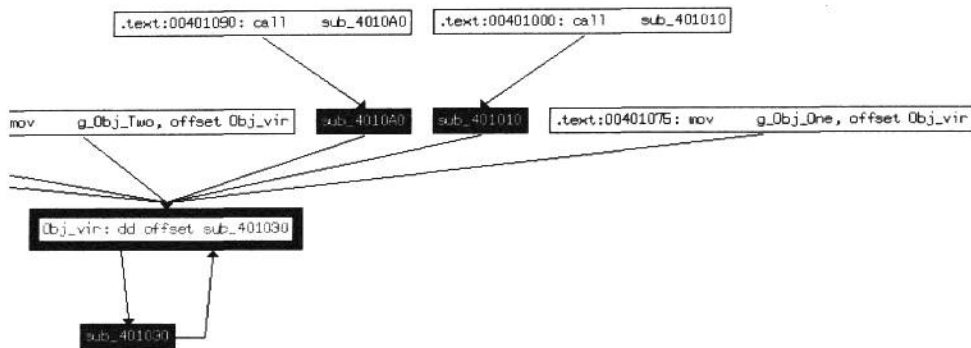 .text:00401090: call sub_4010A0
.text:00401000: call sub_401010
mov g_Obj_Two, offset Obj_vir
sub_4010A0
sub_401010
.text:00401075: mov g_Obj_One, offset Obj_vir
Obj_vir: dd offset sub_401030
sub_401030